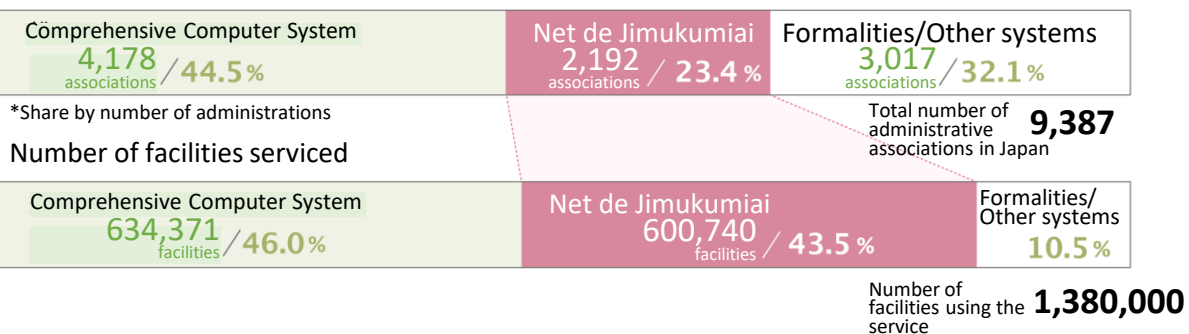 Comprehensive Computer System
4,178
associations / 44.5%
Net de Jimukumiai
2,192
associations / 23.4%
Formalities/Other systems
3,017
associations / 32.1%
*Share by number of administrations
Total number of
administrative
associations in Japan
9,387
Number of facilities serviced
Comprehensive Computer System
634,371
facilities / 46.0%
Net de Jimukumiai
600,740
facilities / 43.5%
Formalities/
Other systems
10.5%
Number of
facilities using the
service
1,380,000